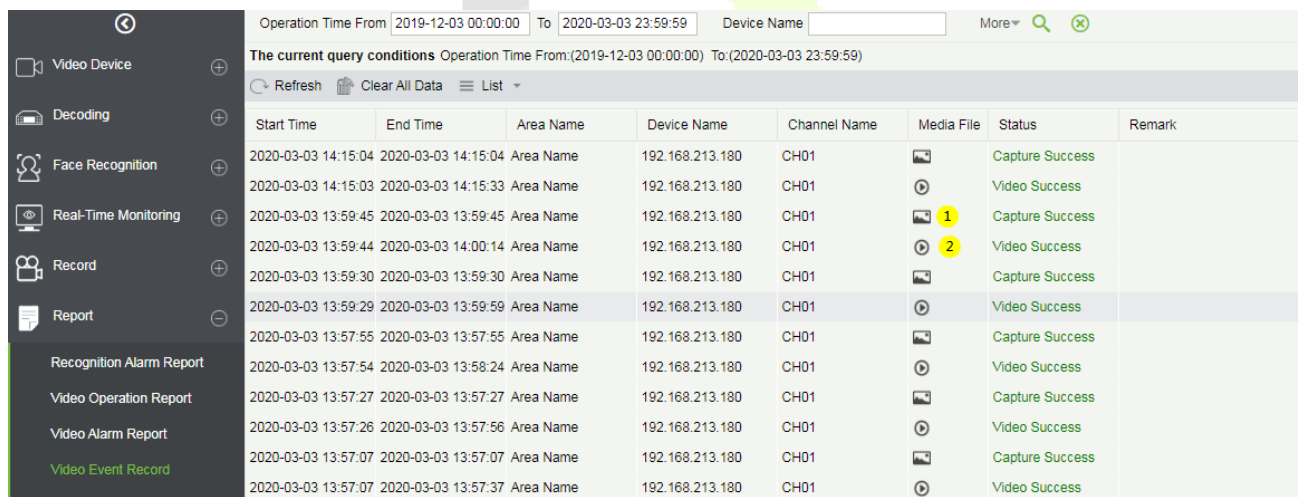 Operation Time From 2019-12-03 00:00:00 To 2020-03-03 23:59:59 Device Name More
The current query conditions Operation Time From:(2019-12-03 00:00:00) To:(2020-03-03 23:59:59)
Refresh Clear All Data List
Video Device
Decoding
Face Recognition
Real-Time Monitoring
Record
Report
Recognition Alarm Report
Video Operation Report
Video Alarm Report
Video Event Record
Start Time End Time Area Name Device Name Channel Name Media File Status Remark
2020-03-03 14:15:04 2020-03-03 14:15:04 Area Name 192.168.213.180 CH01 Capture Success
2020-03-03 14:15:03 2020-03-03 14:15:33 Area Name 192.168.213.180 CH01 Video Success
2020-03-03 13:59:45 2020-03-03 13:59:45 Area Name 192.168.213.180 CH01 1 Capture Success
2020-03-03 13:59:44 2020-03-03 14:00:14 Area Name 192.168.213.180 CH01 2 Video Success
2020-03-03 13:59:30 2020-03-03 13:59:30 Area Name 192.168.213.180 CH01 Capture Success
2020-03-03 13:59:29 2020-03-03 13:59:59 Area Name 192.168.213.180 CH01 Video Success
2020-03-03 13:57:55 2020-03-03 13:57:55 Area Name 192.168.213.180 CH01 Capture Success
2020-03-03 13:57:54 2020-03-03 13:58:24 Area Name 192.168.213.180 CH01 Video Success
2020-03-03 13:57:27 2020-03-03 13:57:27 Area Name 192.168.213.180 CH01 Capture Success
2020-03-03 13:57:26 2020-03-03 13:57:56 Area Name 192.168.213.180 CH01 Video Success
2020-03-03 13:57:07 2020-03-03 13:57:07 Area Name 192.168.213.180 CH01 Capture Success
2020-03-03 13:57:07 2020-03-03 13:57:37 Area Name 192.168.213.180 CH01 Video Success